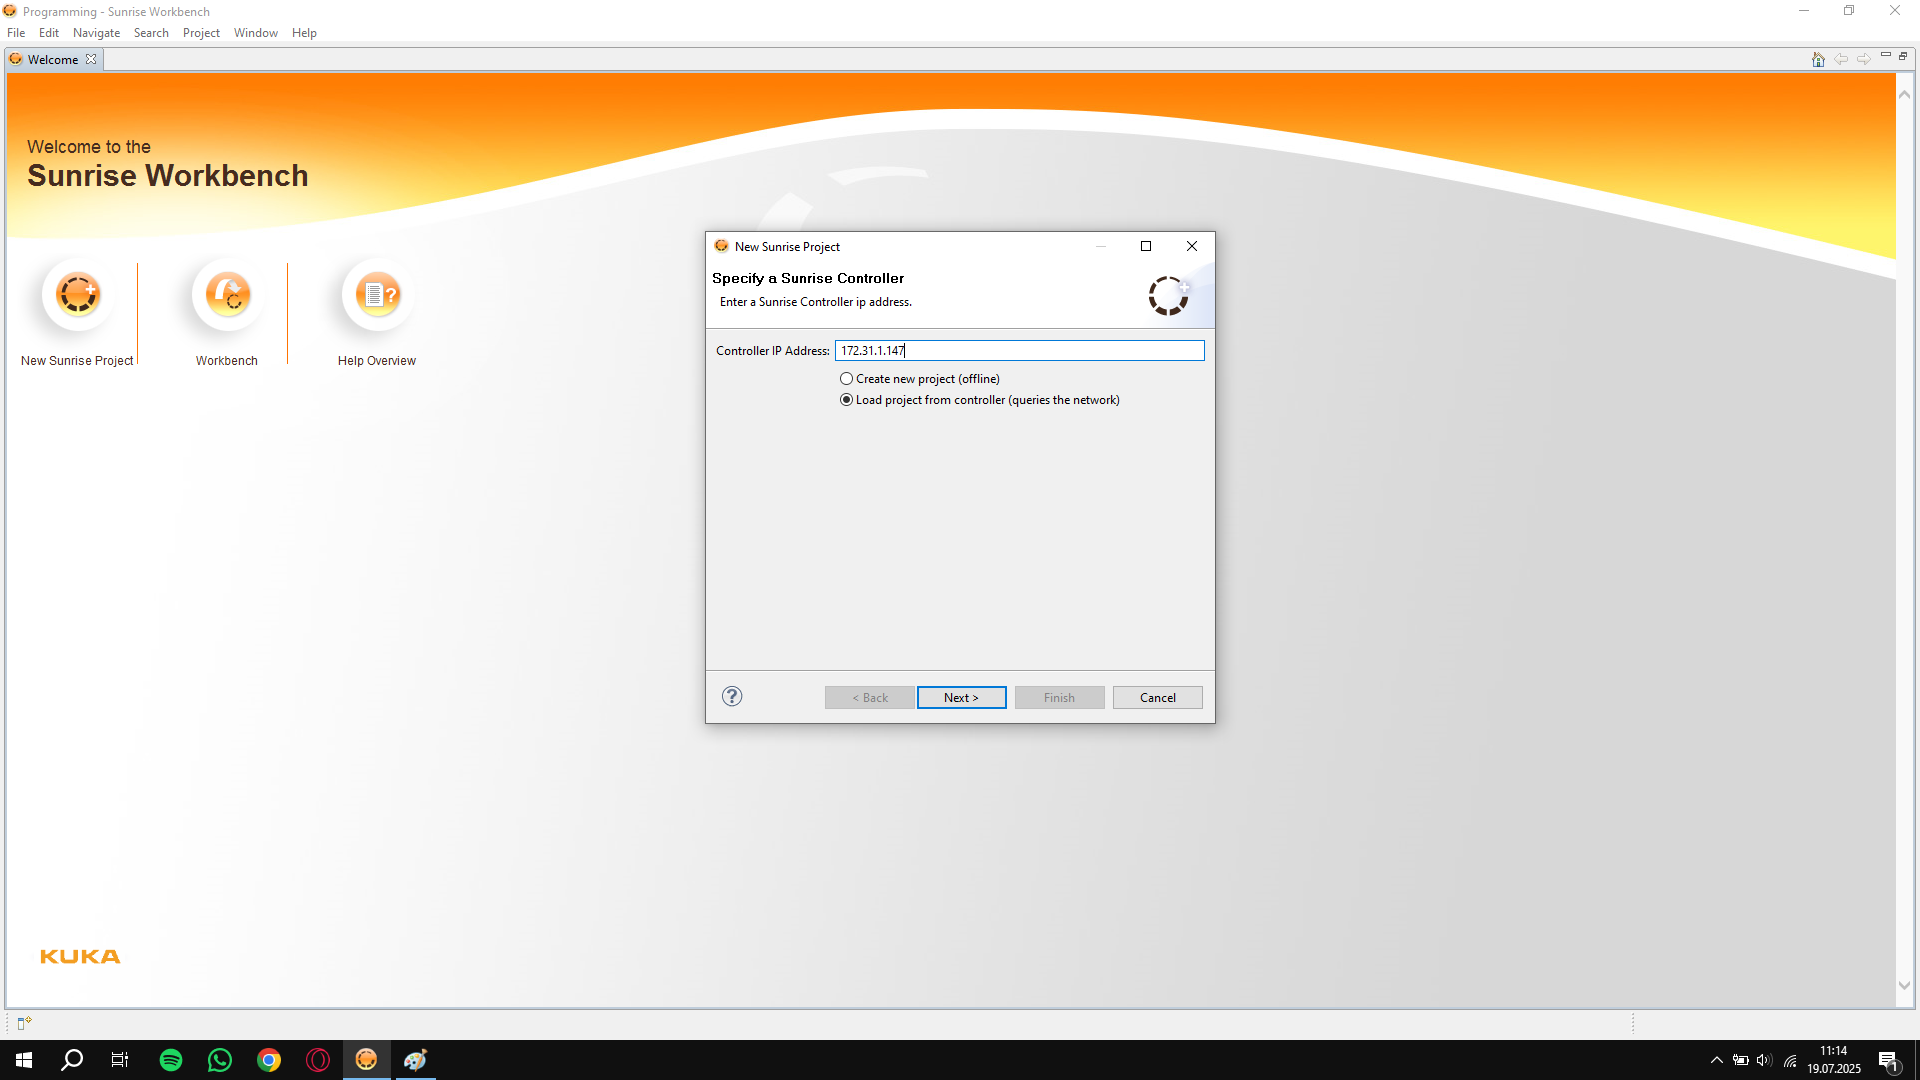 Programming - Sunrise Workbench
File Edit Navigate Search Project Window Help
Welcome
Welcome to the
Sunrise Workbench
New Sunrise Project
Workbench
Help Overview
New Sunrise Project
Specify a Sunrise Controller
Enter a Sunrise Controller ip address.
Controller IP Address: 172.31.1.147
Create new project (offline)
Load project from controller (queries the network)
?
< Back Next > Finish Cancel
KUKA
11:14
19.07.2025
1